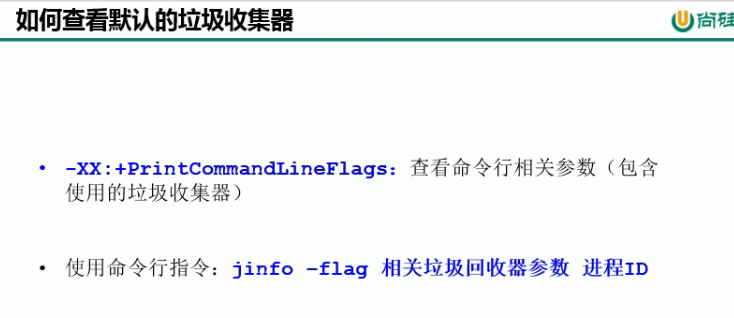 如何查看默认的垃圾收集器
尚硅
• -XX:+PrintCommandLineFlags：查看命令行相关参数（包含
使用的垃圾收集器）
• 使用命令行指令：jinfo –flag 相关垃圾回收器参数 进程ID